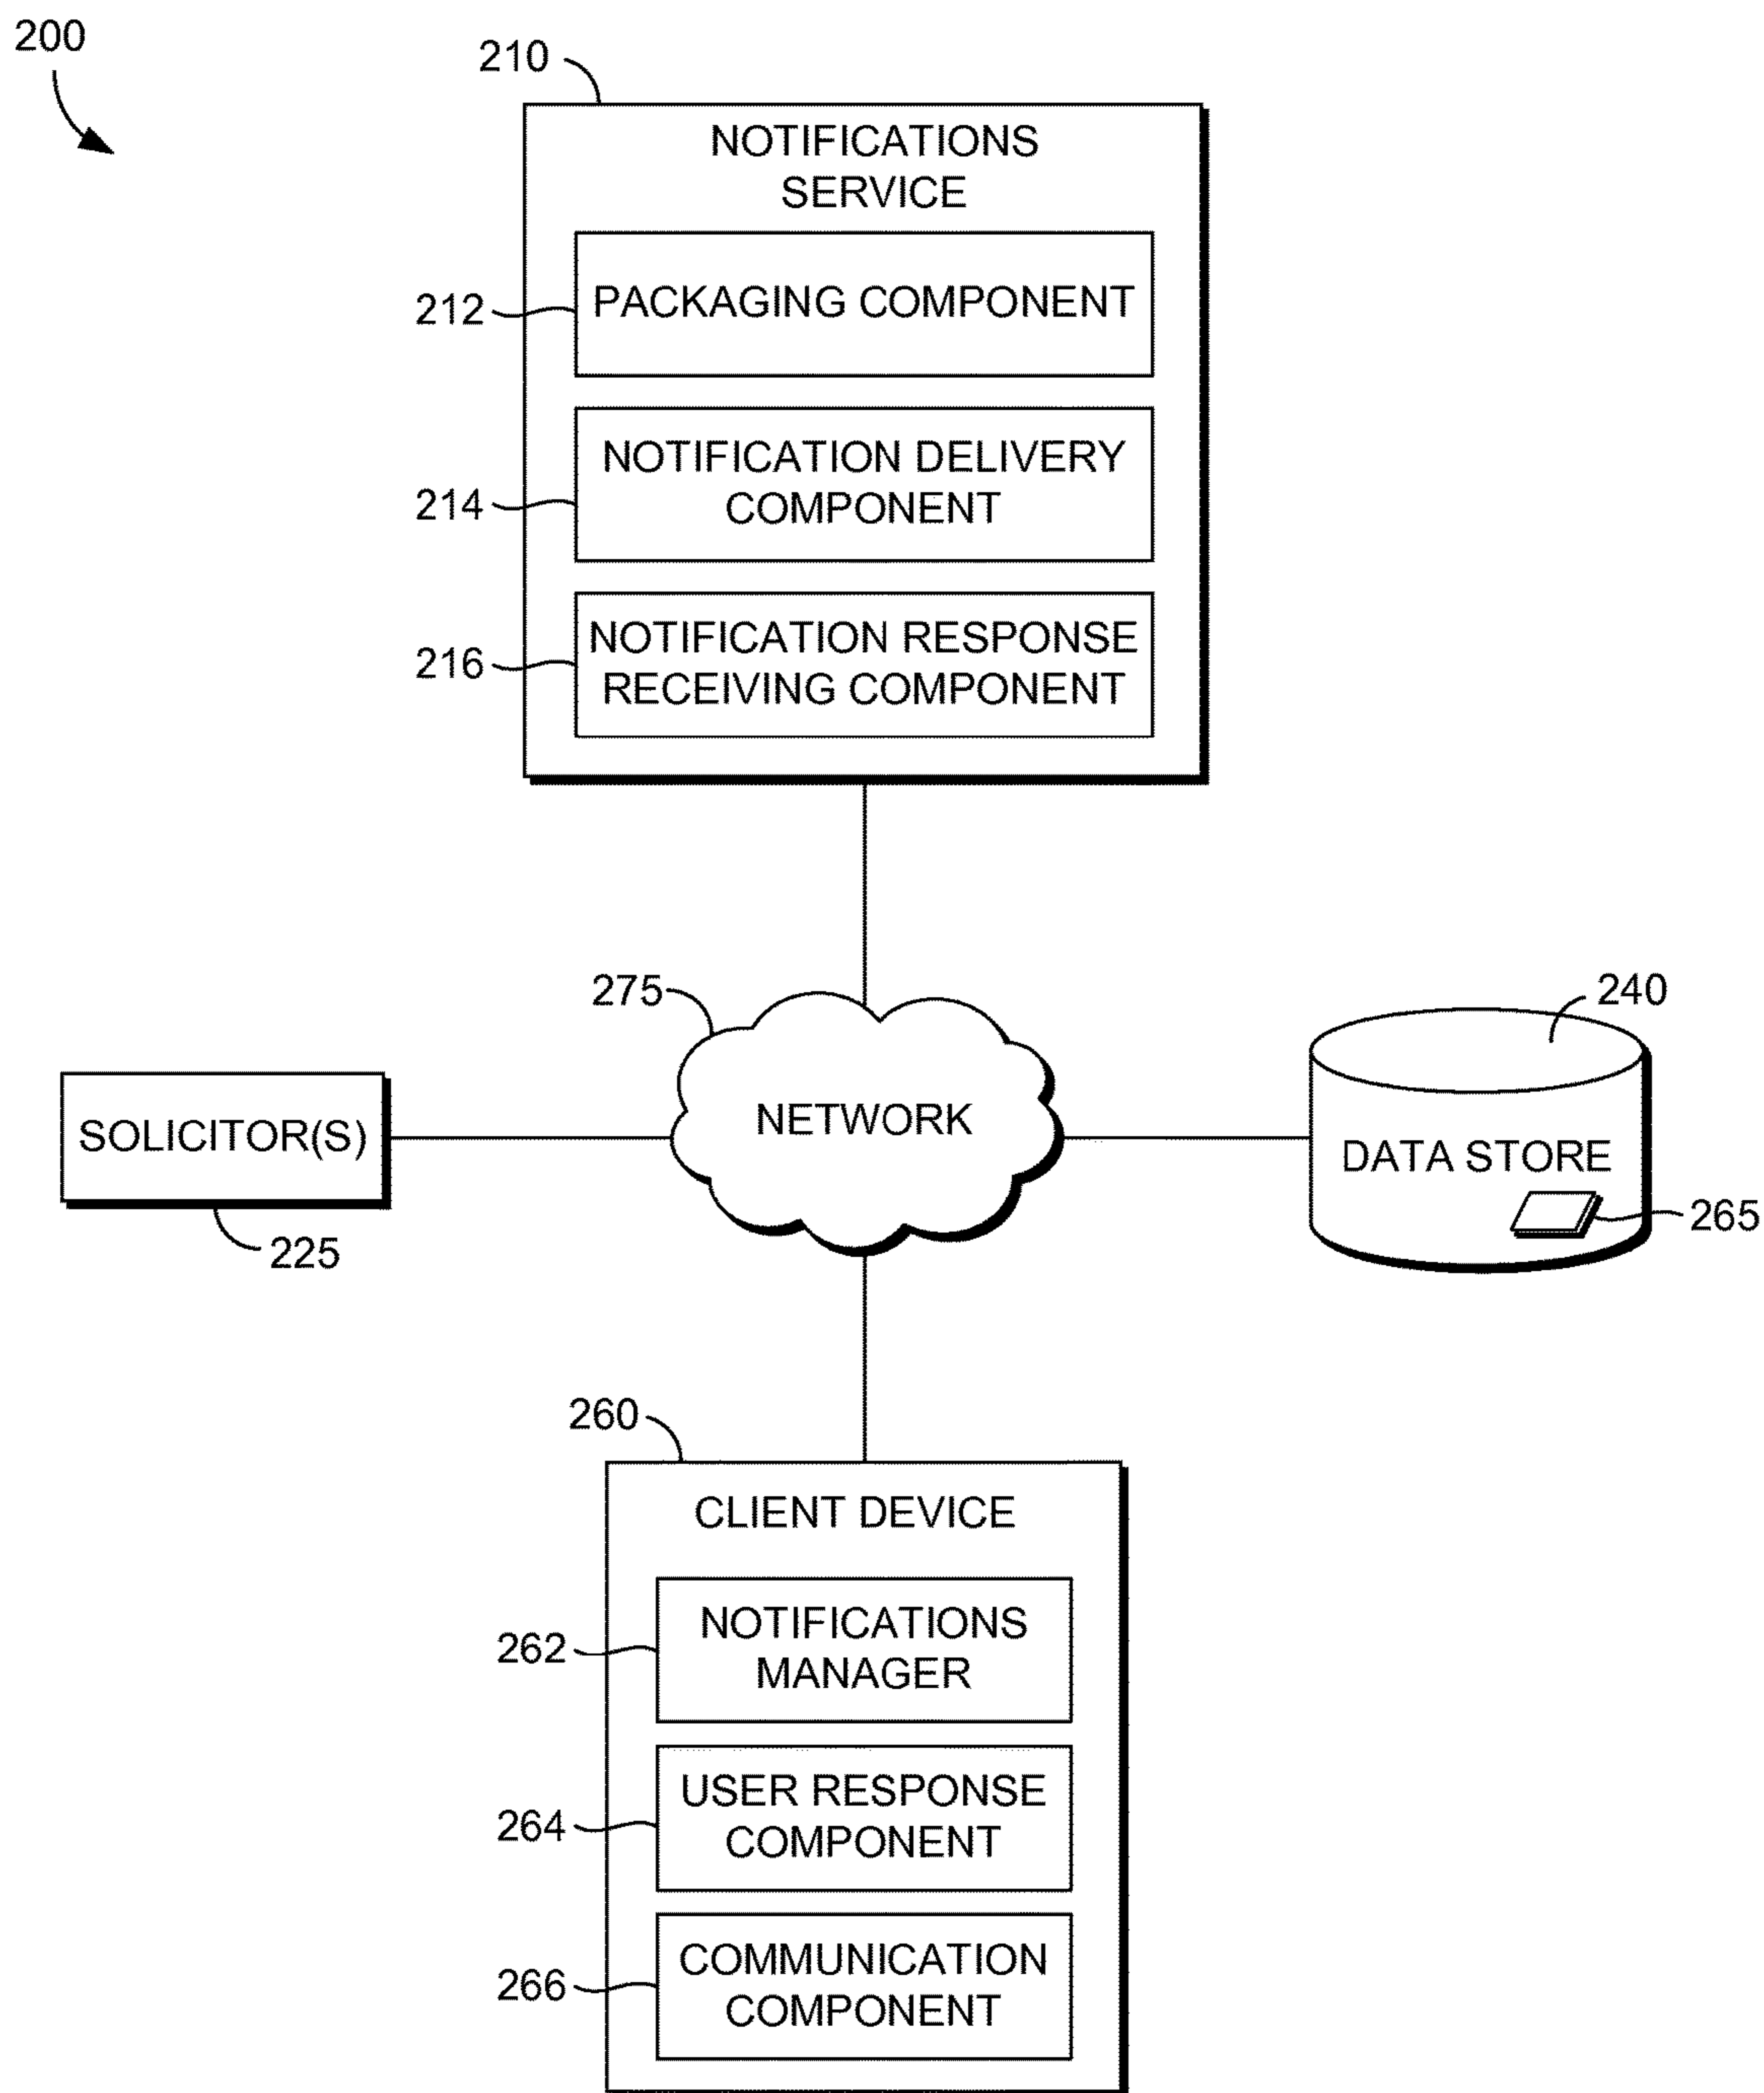 200
210
NOTIFICATIONS
SERVICE
212
PACKAGING COMPONENT
214
NOTIFICATION DELIVERY
COMPONENT
216
NOTIFICATION RESPONSE
RECEIVING COMPONENT
275
240
NETWORK
SOLICITOR(S)
DATA STORE
265
225
260
CLIENT DEVICE
262
NOTIFICATIONS
MANAGER
264
USER RESPONSE
COMPONENT
266
COMMUNICATION
COMPONENT